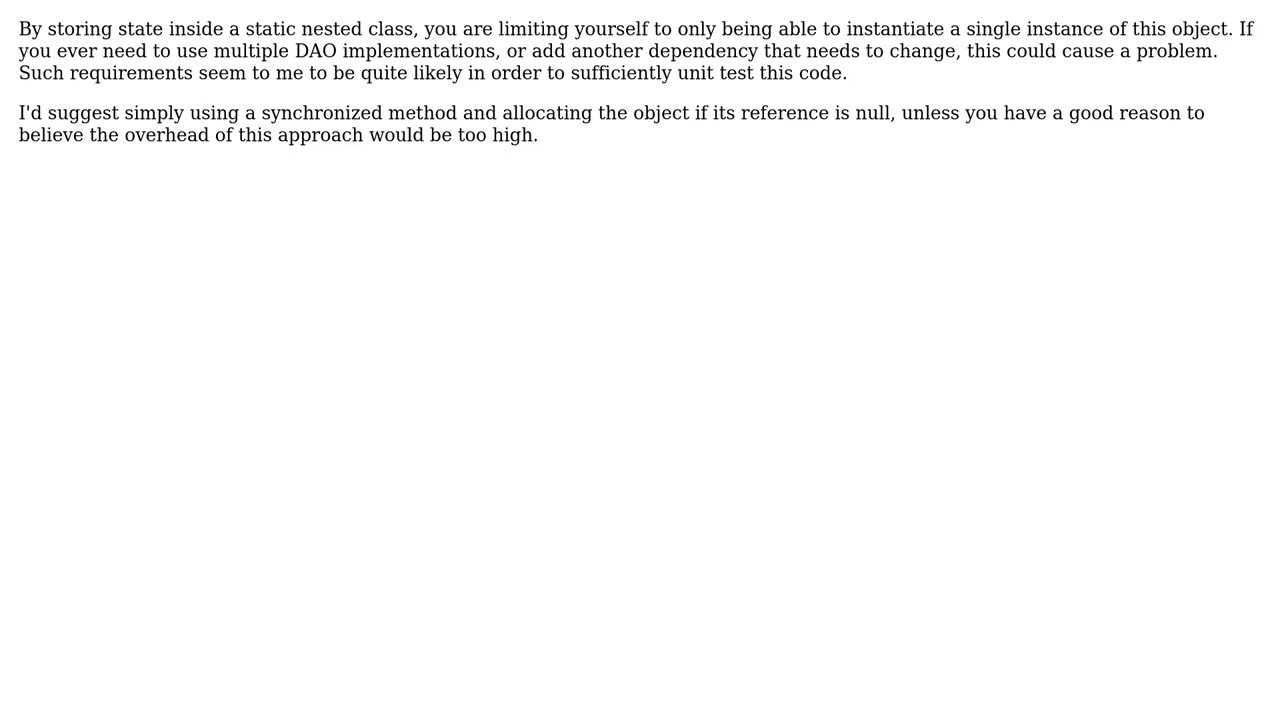 By storing state inside a static nested class, you are limiting yourself to only being able to instantiate a single instance of this object. If
you ever need to use multiple DAO implementations, or add another dependency that needs to change, this could cause a problem.
Such requirements seem to me to be quite likely in order to sufficiently unit test this code.
I'd suggest simply using a synchronized method and allocating the object if its reference is null, unless you have a good reason to
believe the overhead of this approach would be too high.